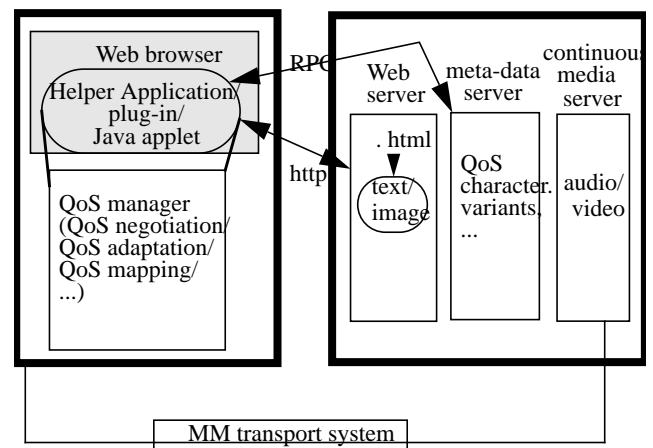 Web browser
Helper Application/
plug-in/
Java applet
QoS manager
(QoS negotiation/
QoS adaptation/
QoS mapping/
...)
RPC
http
Web
server
. html
text/
image
meta-data
server
QoS
character.
variants,
...
continuous
media
server
audio/
video
MM transport system